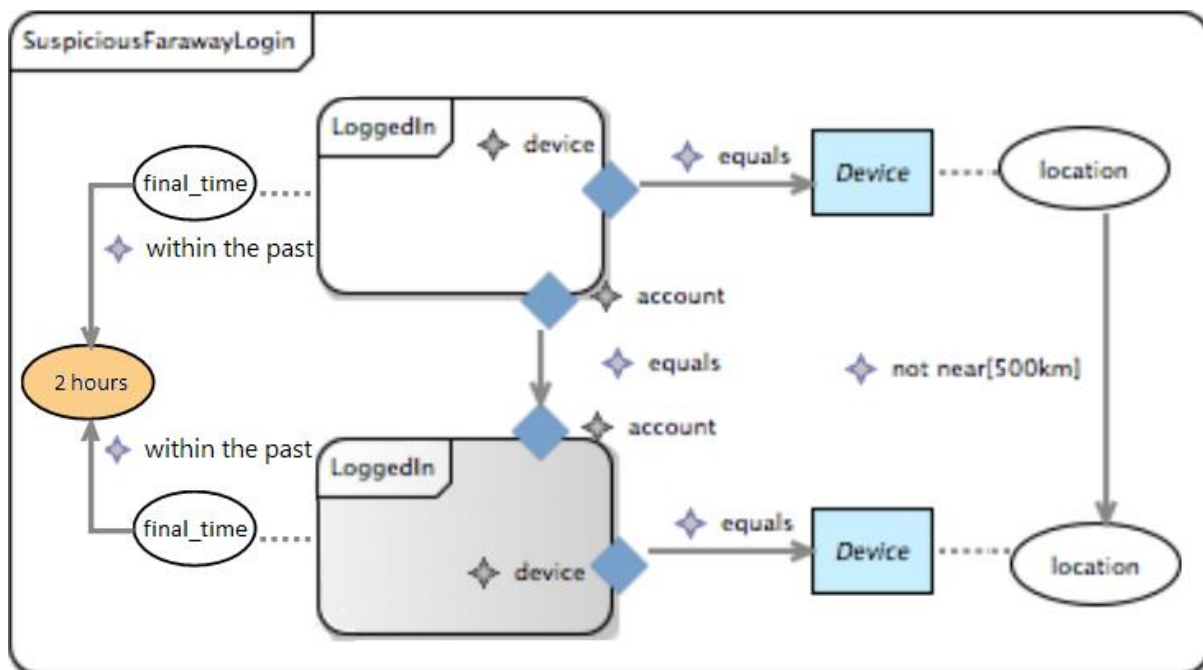 SuspiciousFarawayLogin
LoggedIn
device
equals
Device
location
final_time
within the past
account
equals
not near[500km]
2 hours
account
within the past
LoggedIn
final_time
device
equals
Device
location